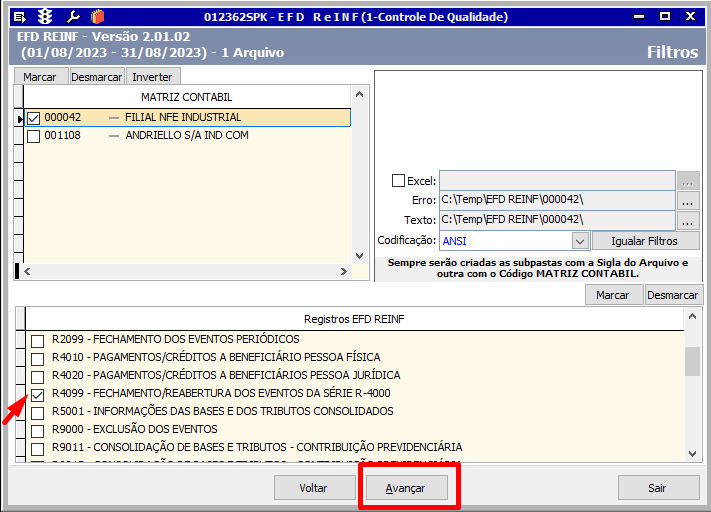 012362SPK - E F D   R e I N F (1-Controle De Qualidade)
EFD REINF - Versão 2.01.02
(01/08/2023 - 31/08/2023) - 1 Arquivo
Filtros
Marcar Desmarcar Inverter
MATRIZ CONTABIL
000042 — FILIAL NFE INDUSTRIAL
001108 — ANDRIELLO S/A IND COM
Excel: ...
Erro: C:\Temp\EFD REINF\000042\ ...
Texto: C:\Temp\EFD REINF\000042\ ...
Codificação: ANSI Igualar Filtros
Sempre serão criadas as subpastas com a Sigla do Arquivo e
outra com o Código MATRIZ CONTABIL.
Marcar Desmarcar
Registros EFD REINF
R2099 - FECHAMENTO DOS EVENTOS PERIÓDICOS
R4010 - PAGAMENTOS/CRÉDITOS A BENEFICIÁRIO PESSOA FÍSICA
R4020 - PAGAMENTOS/CRÉDITOS A BENEFICIÁRIOS PESSOA JURÍDICA
R4099 - FECHAMENTO/REABERTURA DOS EVENTOS DA SÉRIE R-4000
R5001 - INFORMAÇÕES DAS BASES E DOS TRIBUTOS CONSOLIDADOS
R9000 - EXCLUSÃO DOS EVENTOS
R9011 - CONSOLIDAÇÃO DE BASES E TRIBUTOS - CONTRIBUIÇÃO PREVIDENCIÁRIA
Voltar Avançar Sair